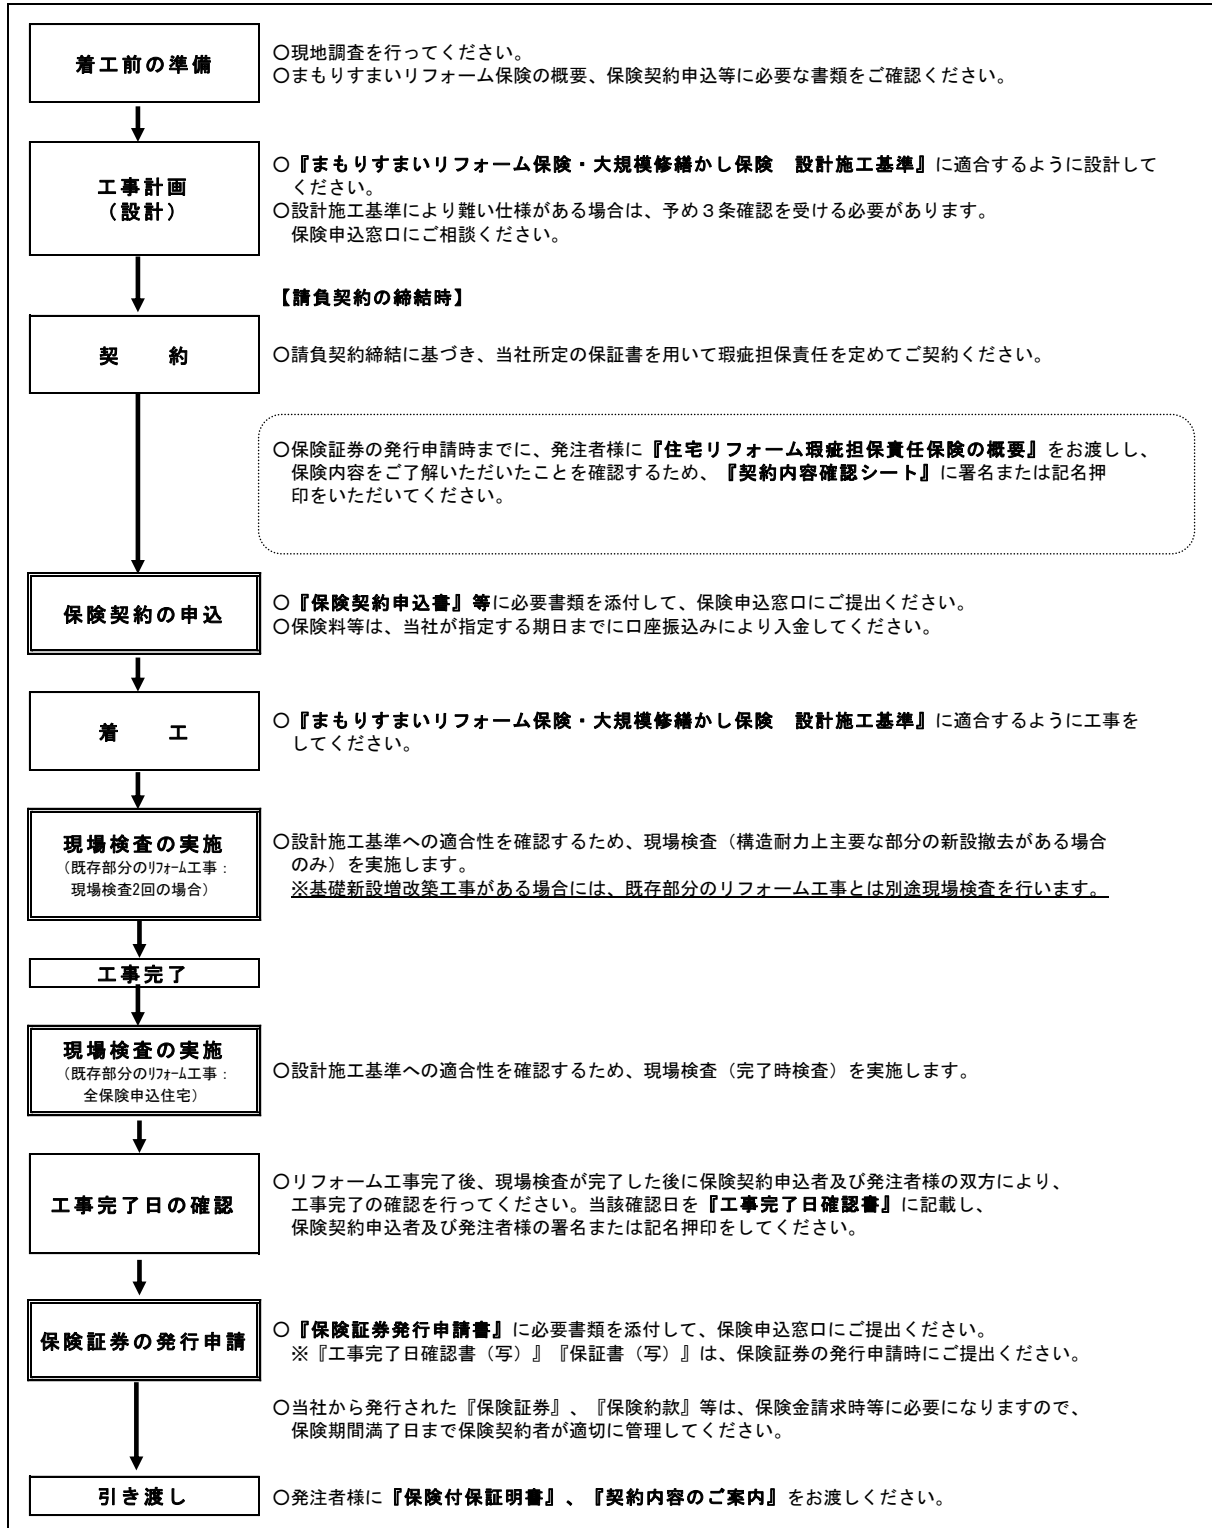 着工前の準備
〇現地調査を行ってください。
〇まもりすまいリフォーム保険の概要、保険契約申込等に必要な書類をご確認ください。
工事計画
（設計）
〇『まもりすまいリフォーム保険・大規模修繕かし保険　設計施工基準』に適合するように設計して
ください。
〇設計施工基準により難い仕様がある場合は、予め３条確認を受ける必要があります。
保険申込窓口にご相談ください。
【請負契約の締結時】
契　　約
〇請負契約締結に基づき、当社所定の保証書を用いて瑕疵担保責任を定めてご契約ください。
〇保険証券の発行申請時までに、発注者様に『住宅リフォーム瑕疵担保責任保険の概要』をお渡しし、
保険内容をご了解いただいたことを確認するため、『契約内容確認シート』に署名または記名押
印をいただいてください。
保険契約の申込
〇『保険契約申込書』等に必要書類を添付して、保険申込窓口にご提出ください。
〇保険料等は、当社が指定する期日までに口座振込みにより入金してください。
着　　工
〇『まもりすまいリフォーム保険・大規模修繕かし保険　設計施工基準』に適合するように工事を
してください。
現場検査の実施
（既存部分のﾘﾌｫｰﾑ工事：
現場検査2回の場合）
〇設計施工基準への適合性を確認するため、現場検査（構造耐力上主要な部分の新設撤去がある場合
のみ）を実施します。
※基礎新設増改築工事がある場合には、既存部分のリフォーム工事とは別途現場検査を行います。
工事完了
現場検査の実施
（既存部分のﾘﾌｫｰﾑ工事：
全保険申込住宅）
〇設計施工基準への適合性を確認するため、現場検査（完了時検査）を実施します。
工事完了日の確認
〇リフォーム工事完了後、現場検査が完了した後に保険契約申込者及び発注者様の双方により、
工事完了の確認を行ってください。当該確認日を『工事完了日確認書』に記載し、
保険契約申込者及び発注者様の署名または記名押印をしてください。
保険証券の発行申請
〇『保険証券発行申請書』に必要書類を添付して、保険申込窓口にご提出ください。
※『工事完了日確認書（写）』『保証書（写）』は、保険証券の発行申請時にご提出ください。
〇当社から発行された『保険証券』、『保険約款』等は、保険金請求時等に必要になりますので、
保険期間満了日まで保険契約者が適切に管理してください。
引き渡し
〇発注者様に『保険付保証明書』、『契約内容のご案内』をお渡しください。